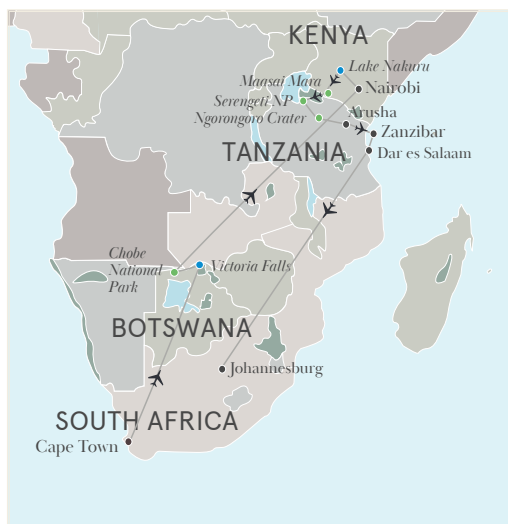 KENYA
Lake Nakuru
Maasai Mara
Nairobi
Serengeti NP
Arusha
Ngorongoro Crater
Zanzibar
TANZANIA
Dar es Salaam
Chobe
National
Park
Victoria Falls
BOTSWANA
Johannesburg
SOUTH AFRICA
Cape Town